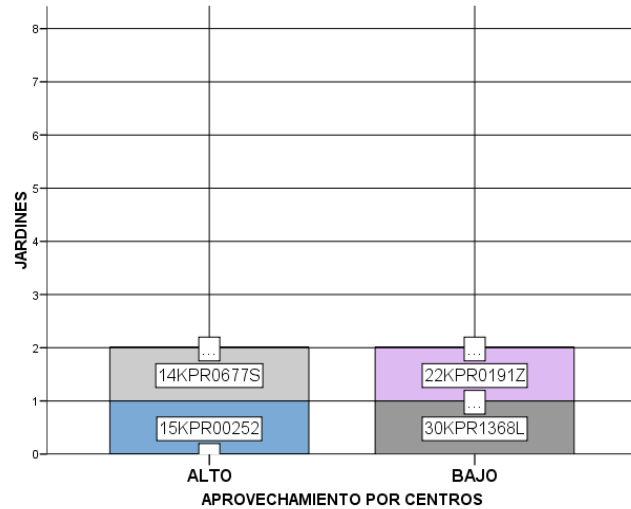 8
7
6
5
4
3
2
1
0
JARDINES
...
...
14KPR0677S
22KPR0191Z
...
15KPR00252
30KPR1368L
ALTO
BAJO
APROVECHAMIENTO POR CENTROS